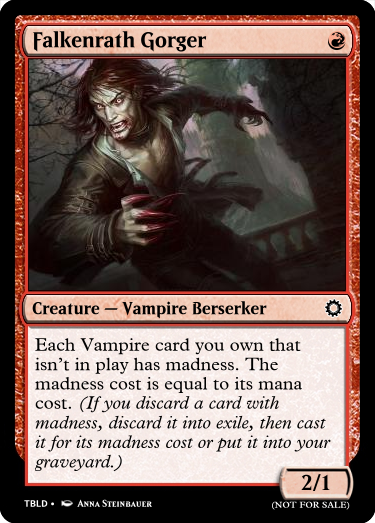 Falkenrath Gorger
Creature — Vampire Berserker
Each Vampire card you own that
isn't in play has madness. The
madness cost is equal to its mana
cost. (If you discard a card with
madness, discard it into exile, then cast
it for its madness cost or put it into your
graveyard.)
2/1
TBLD • Anna Steinbauer
(NOT FOR SALE)